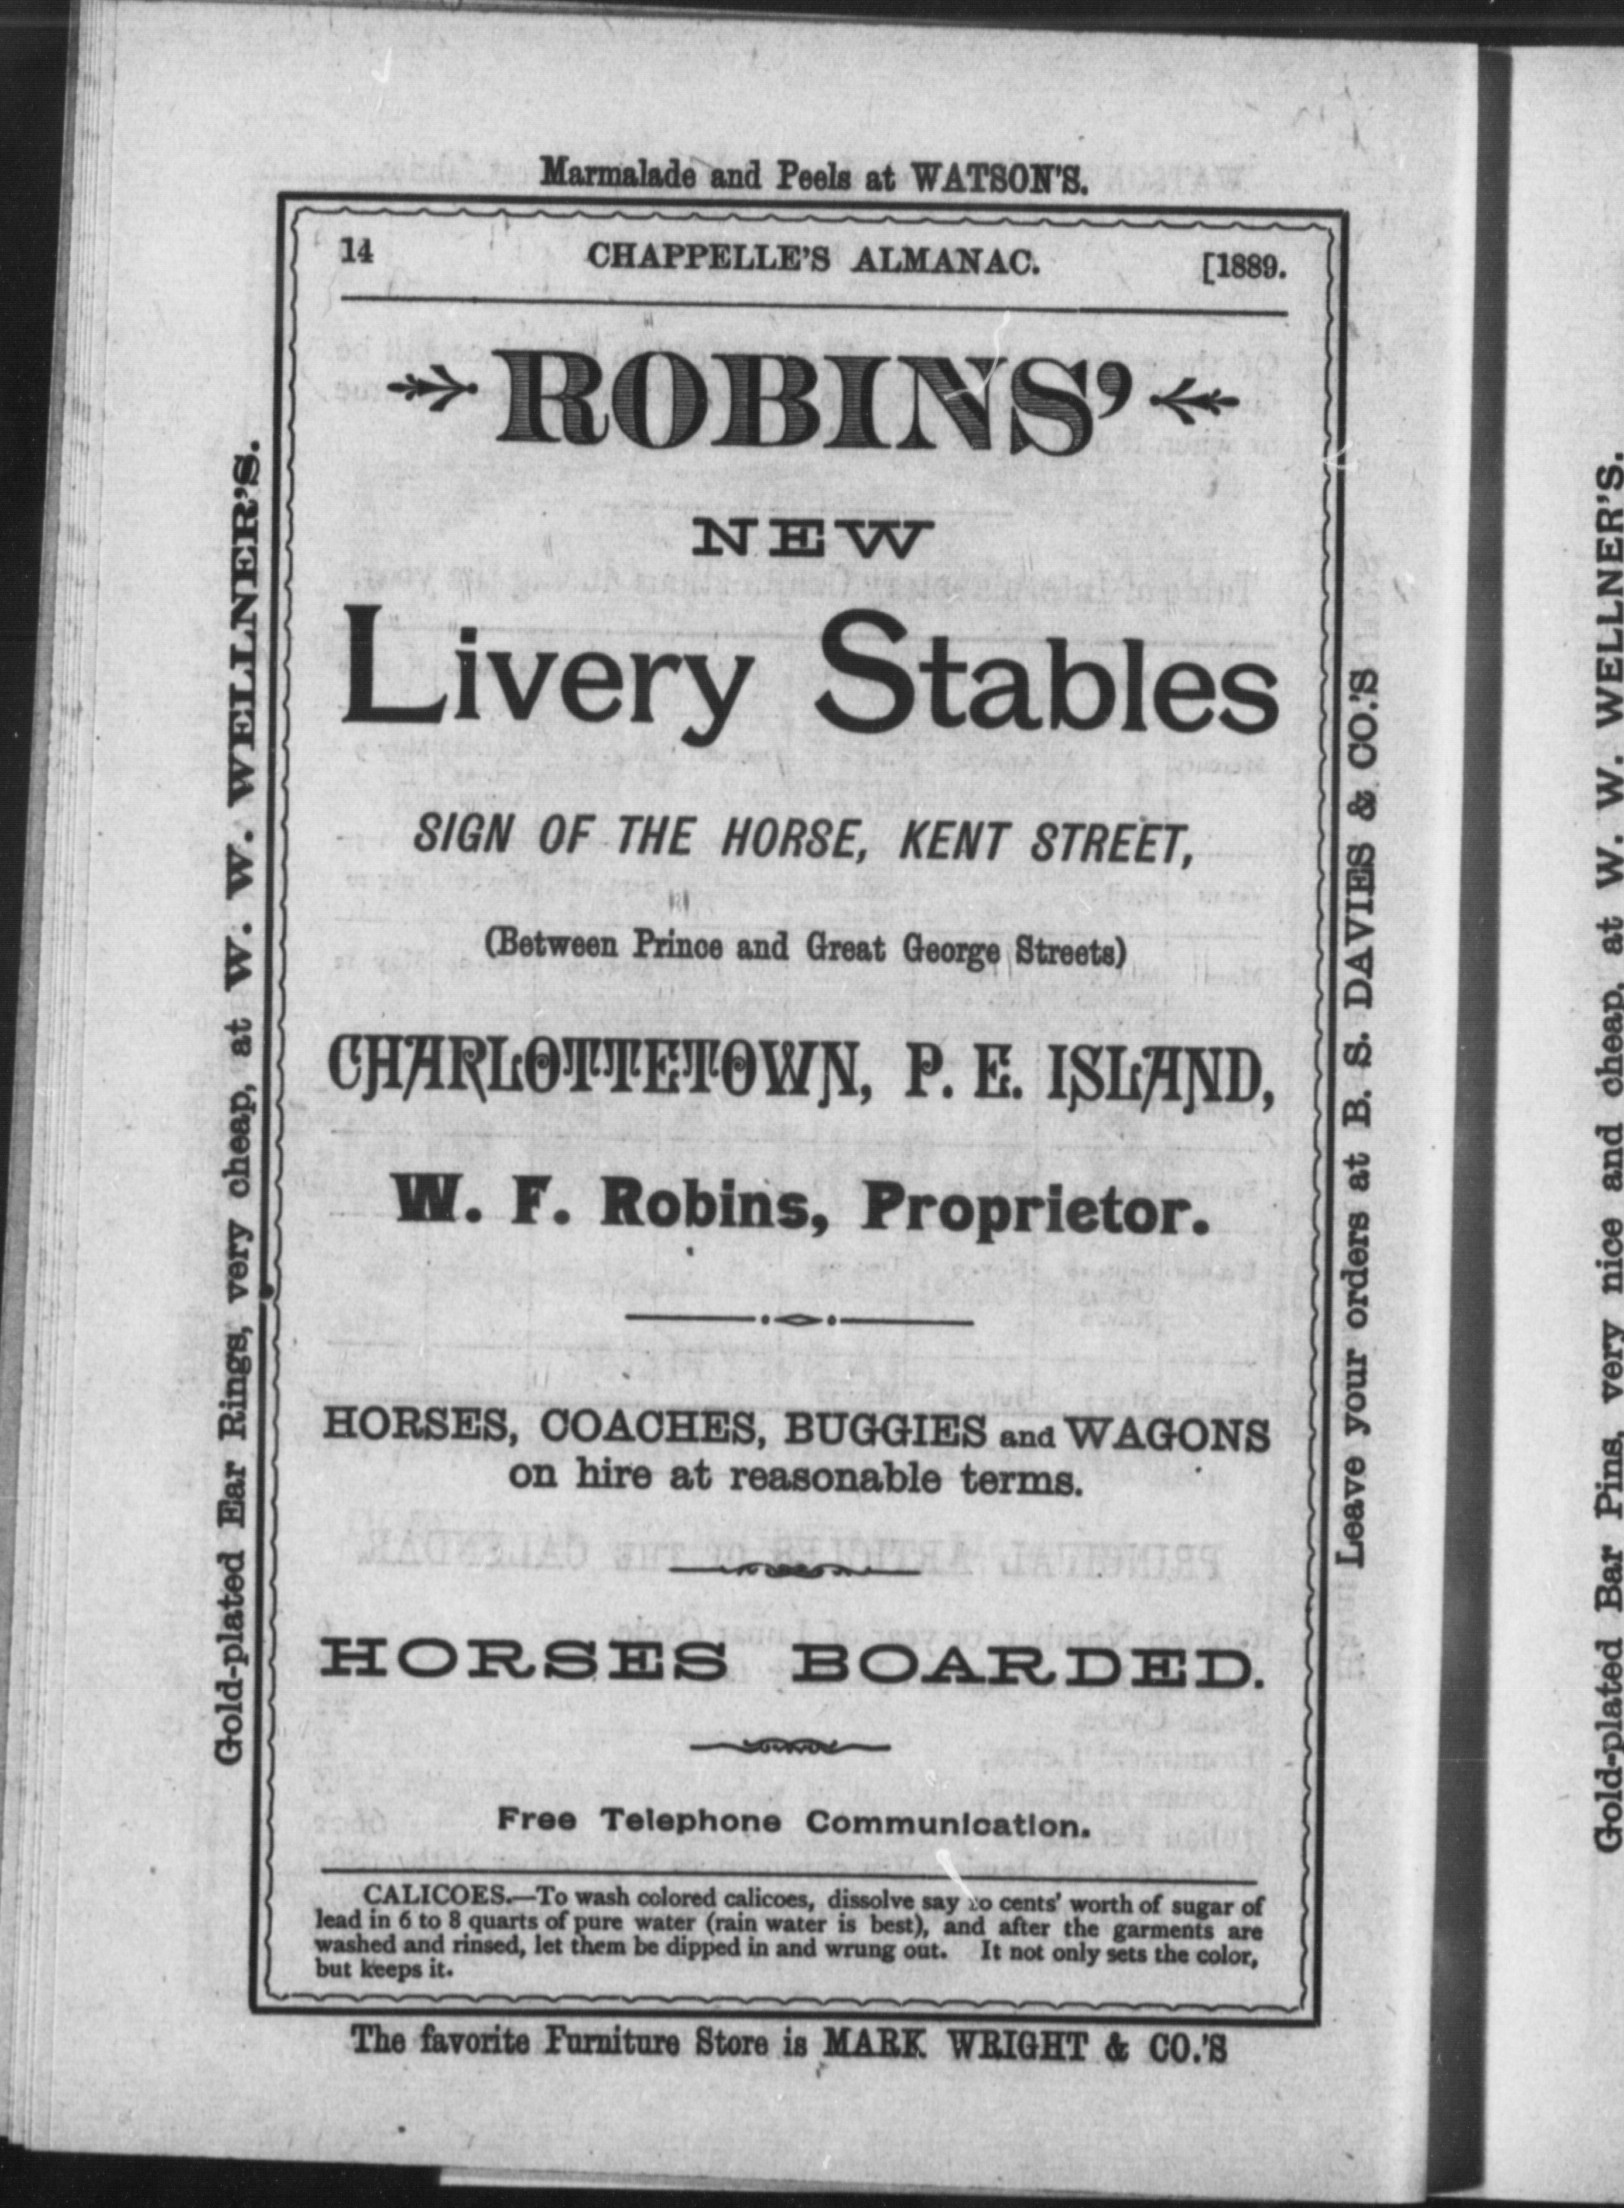 Marmalade and Peels at WATSON'S.
14 CHAPPELLE'S ALMANAC. [1889.
ROBINS'
NEW
Livery Stables
SIGN OF THE HORSE, KENT STREET,
(Between Prince and Great George Streets)
CHARLOTTETOWN, P. E. ISLAND,
W. F. Robins, Proprietor.
HORSES, COACHES, BUGGIES and WAGONS
on hire at reasonable terms.
HORSES BOARDED.
Free Telephone Communication.
CALICOES.—To wash colored calicoes, dissolve say 10 cents' worth of sugar of
lead in 6 to 8 quarts of pure water (rain water is best), and after the garments are
washed and rinsed, let them be dipped in and wrung out. It not only sets the color,
but keeps it.
The favorite Furniture Store is MARK WRIGHT & CO.'S
Gold-plated Ear Rings, very cheap, at W. W. WELLNER'S.
Leave your orders at B. S. DAVIES & CO.'S
Gold-plated Bar Pins, very nice and cheap, at W. W. WELLNER'S.